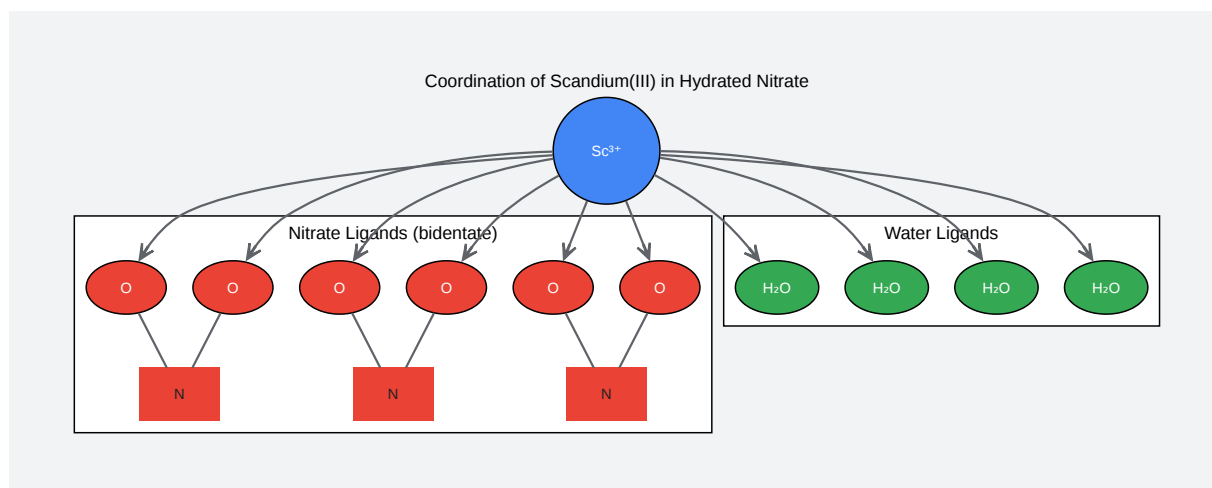 Coordination of Scandium(III) in Hydrated Nitrate
Sc³⁺
Nitrate Ligands (bidentate)
Water Ligands
O O O O O O H₂O H₂O H₂O H₂O
N N N